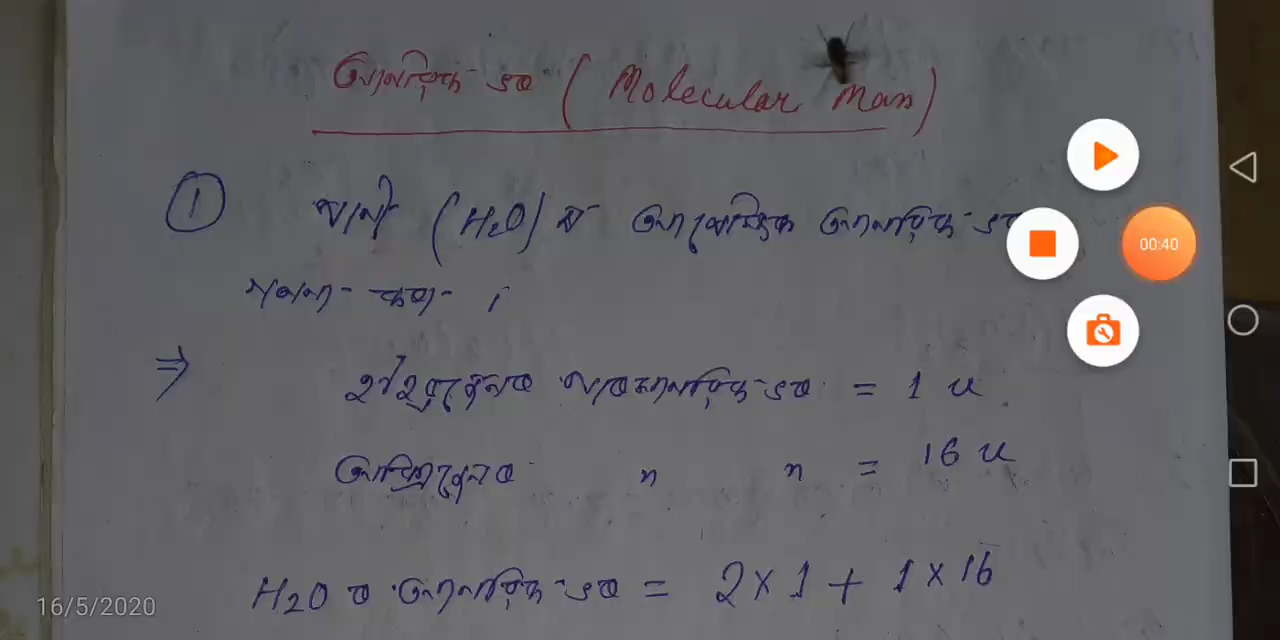 আণৱিক ভৰ (Molecular Mass)
① পানী (H₂O) ৰ আপেক্ষিক আণৱিক ভৰ
গণনা কৰা ।
⇒ হাইড্ৰজেনৰ পাৰমাণৱিক ভৰ = 1 u
অক্সিজেনৰ " " = 16 u
H₂O ৰ আণৱিক ভৰ = 2 × 1 + 1 × 16
00:40
16/5/2020